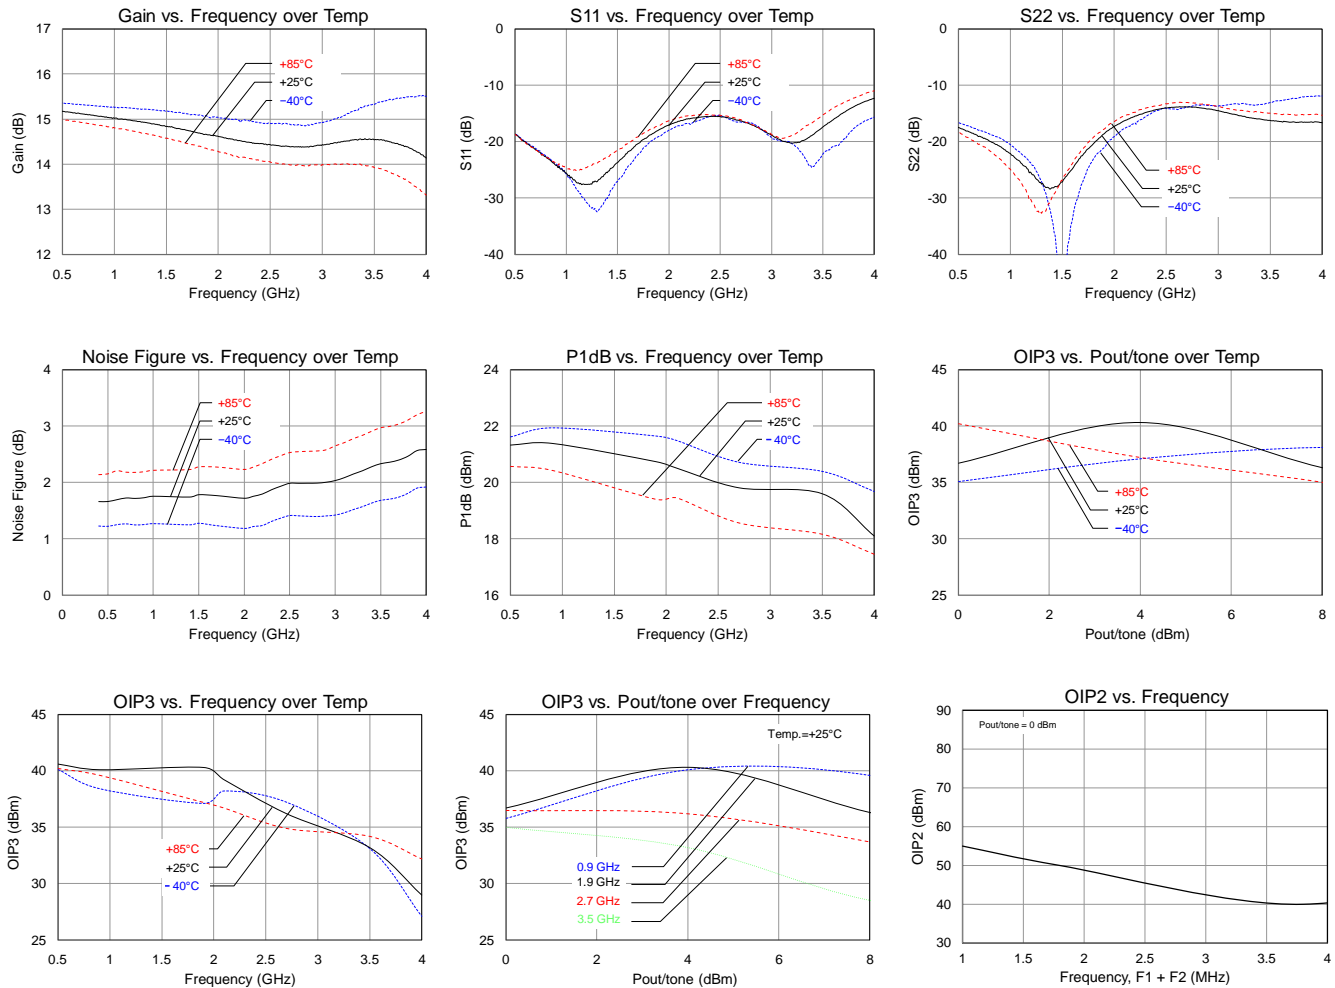 Gain vs. Frequency over Temp
17
16
15
14
13
12
Gain (dB)
+85°C
+25°C
−40°C
0.5 1 1.5 2 2.5 3 3.5 4
Frequency (GHz)
S11 vs. Frequency over Temp
0
-10
-20
-30
-40
S11 (dB)
+85°C
+25°C
−40°C
0.5 1 1.5 2 2.5 3 3.5 4
Frequency (GHz)
S22 vs. Frequency over Temp
0
-10
-20
-30
-40
S22 (dB)
+85°C
+25°C
−40°C
0.5 1 1.5 2 2.5 3 3.5 4
Frequency (GHz)
Noise Figure vs. Frequency over Temp
4
3
2
1
0
Noise Figure (dB)
+85°C
+25°C
−40°C
0 0.5 1 1.5 2 2.5 3 3.5 4
Frequency (GHz)
P1dB vs. Frequency over Temp
24
22
20
18
16
P1dB (dBm)
+85°C
+25°C
−40°C
0.5 1 1.5 2 2.5 3 3.5 4
Frequency (GHz)
OIP3 vs. Pout/tone over Temp
45
40
35
30
25
OIP3 (dBm)
+85°C
+25°C
−40°C
0 2 4 6 8
Pout/tone (dBm)
OIP3 vs. Frequency over Temp
45
40
35
30
25
OIP3 (dBm)
+85°C
+25°C
−40°C
0.5 1 1.5 2 2.5 3 3.5 4
Frequency (GHz)
OIP3 vs. Pout/tone over Frequency
45
40
35
30
25
OIP3 (dBm)
Temp.=+25°C
0.9 GHz
1.9 GHz
2.7 GHz
3.5 GHz
0 2 4 6 8
Pout/tone (dBm)
OIP2 vs. Frequency
90
80
70
60
50
40
30
OIP2 (dBm)
Pout/tone = 0 dBm
1 1.5 2 2.5 3 3.5 4
Frequency, F1 + F2 (MHz)